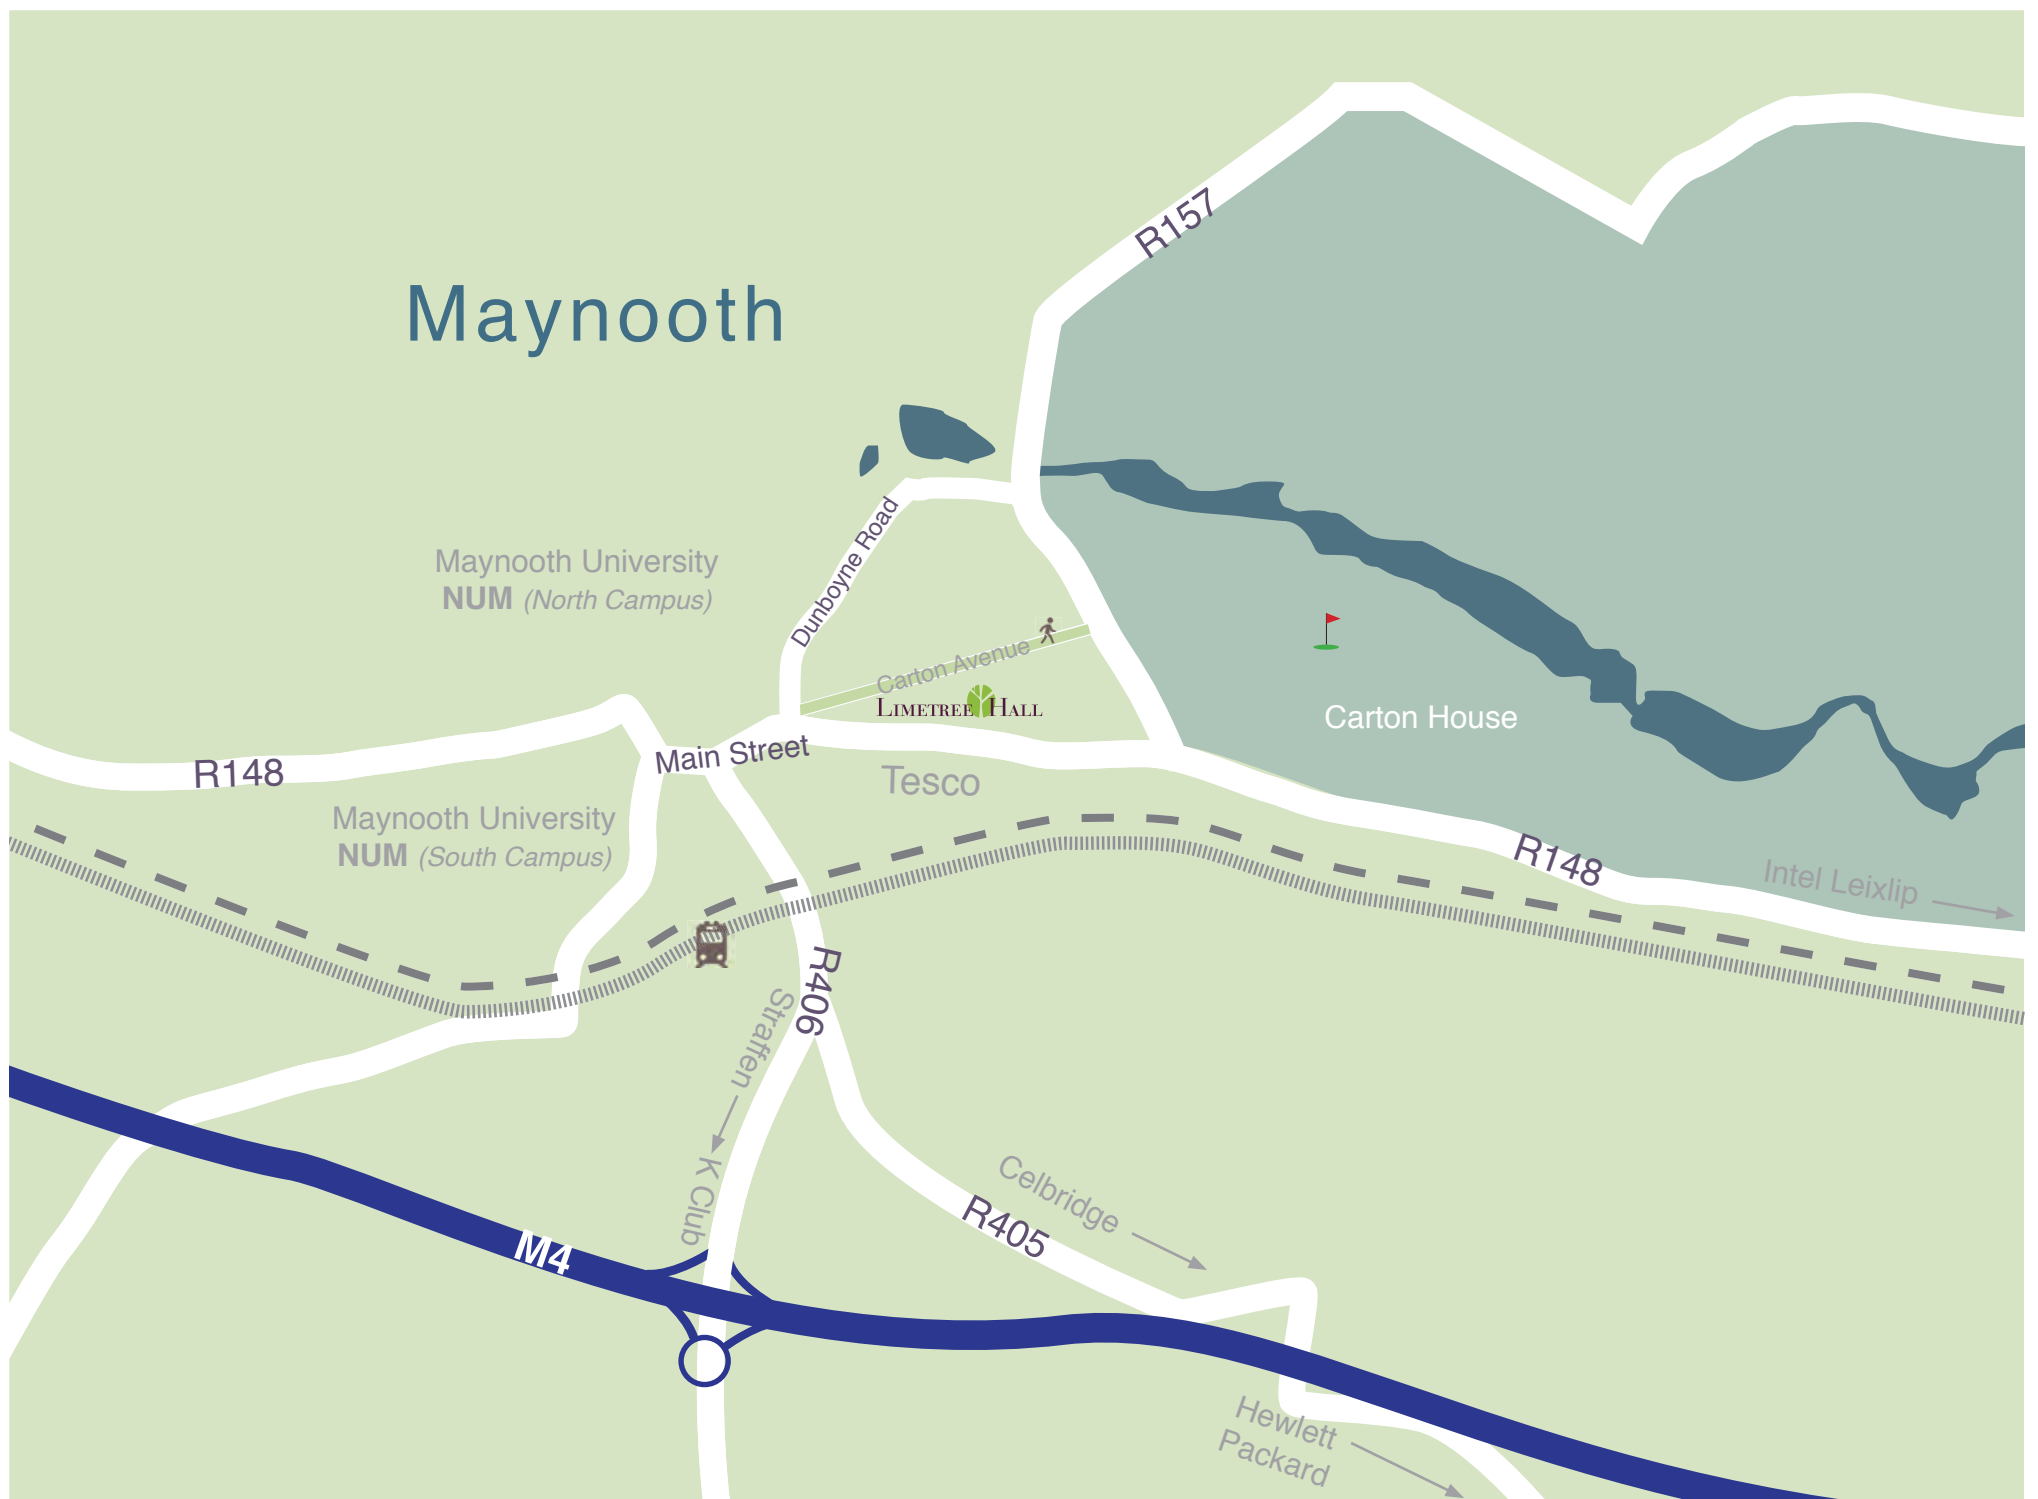 R157
Maynooth
Dunboyne Road
Maynooth University
NUM (North Campus)
Carton Avenue
LIMETREE HALL
Carton House
Main Street
R148
Tesco
Maynooth University
NUM (South Campus)
R148
Intel Leixlip
R406
Straffen
K Club
Celbridge
R405
M4
Hewlett
Packard